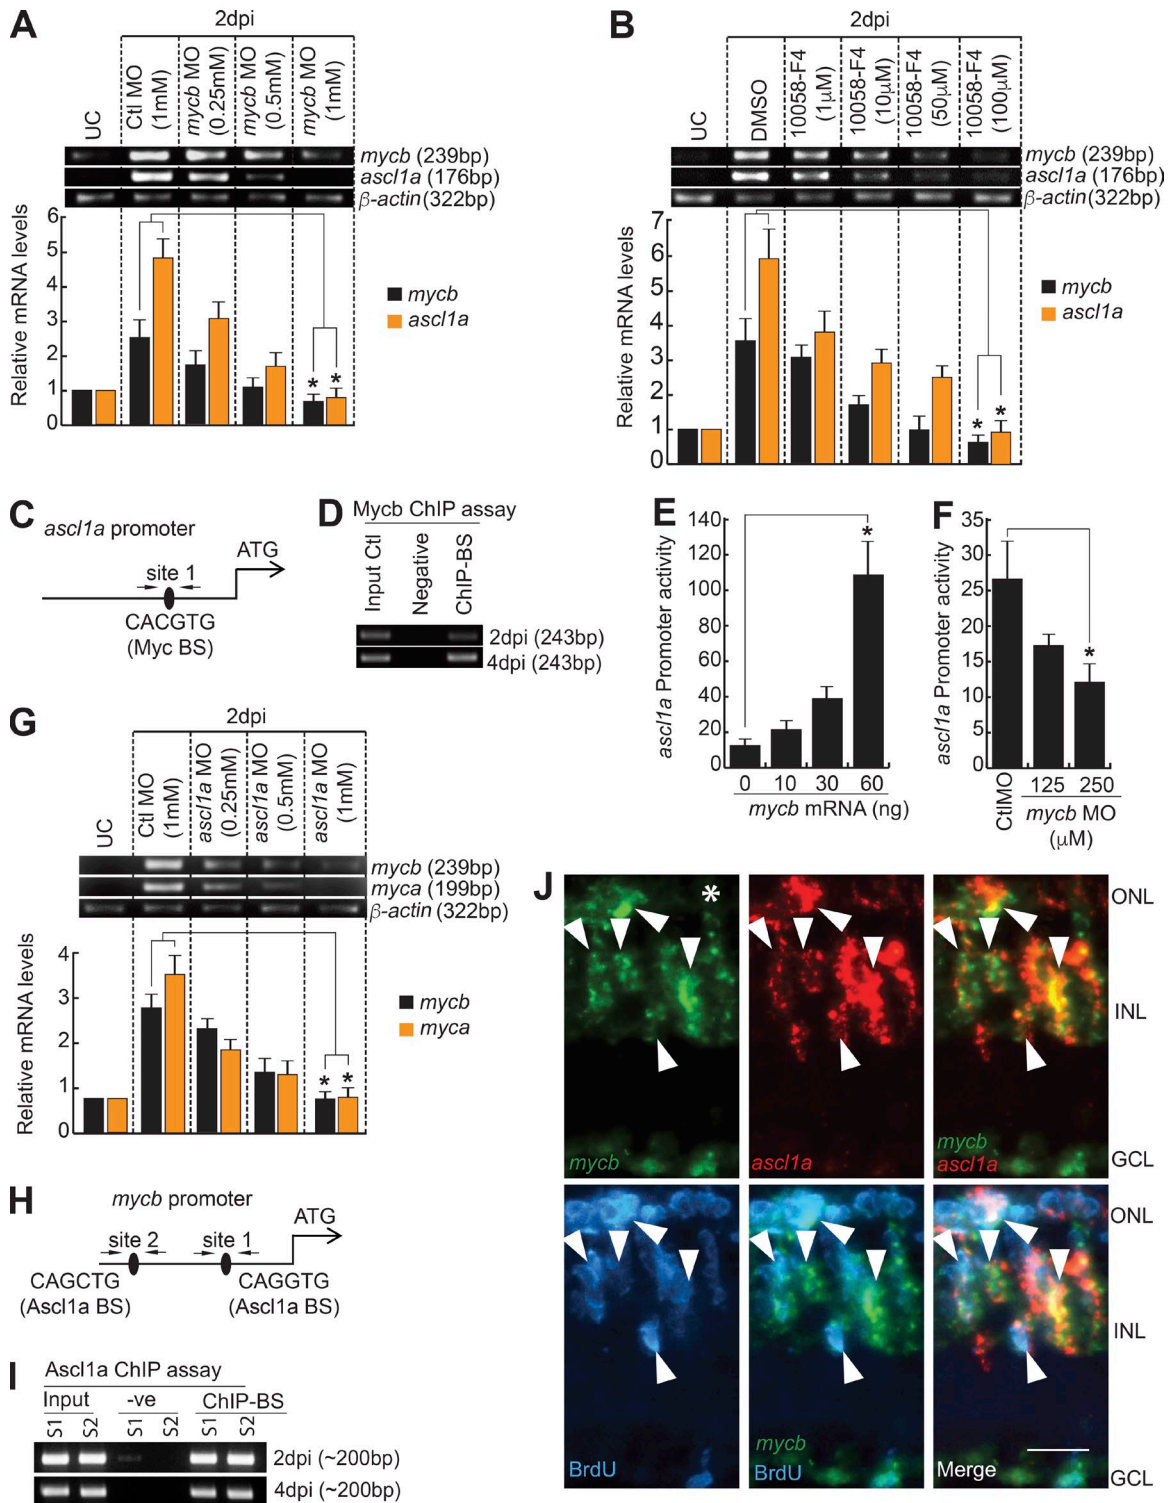 A
2dpi
UC
Ctl MO
(1mM)
mycb MO
(0.25mM)
mycb MO
(0.5mM)
mycb MO
(1mM)
mycb (239bp)
ascl1a (176bp)
β-actin (322bp)
Relative mRNA levels
6
5
4
3
2
1
0
* *
mycb
ascl1a
B
2dpi
UC
DMSO
10058-F4
(1μM)
10058-F4
(10μM)
10058-F4
(50μM)
10058-F4
(100μM)
mycb (239bp)
ascl1a (176bp)
β-actin (322bp)
Relative mRNA levels
7
6
5
4
3
2
1
0
* *
mycb
ascl1a
C
ascl1a promoter
ATG
site 1
CACGTG
(Myc BS)
D
Mycb ChIP assay
Input Ctl
Negative
ChIP-BS
2dpi (243bp)
4dpi (243bp)
E
ascl1a Promoter activity
140
120
100
80
60
40
20
0
*
0 10 30 60
mycb mRNA (ng)
F
ascl1a Promoter activity
35
30
25
20
15
10
5
0
*
CtlMO
125 250
mycb MO
(μM)
G
2dpi
UC
Ctl MO
(1mM)
ascl1a MO
(0.25mM)
ascl1a MO
(0.5mM)
ascl1a MO
(1mM)
mycb (239bp)
myca (199bp)
β-actin (322bp)
Relative mRNA levels
4
3
2
1
0
* *
mycb
myca
H
mycb promoter
ATG
site 2 site 1
CAGCTG CAGGTG
(Ascl1a BS) (Ascl1a BS)
I
Ascl1a ChIP assay
Input -ve ChIP-BS
S1 S2 S1 S2 S1 S2
2dpi (~200bp)
4dpi (~200bp)
J
*
ONL
INL
GCL
mycb
ascl1a
mycb
ascl1a
ONL
INL
GCL
BrdU
mycb
BrdU
Merge